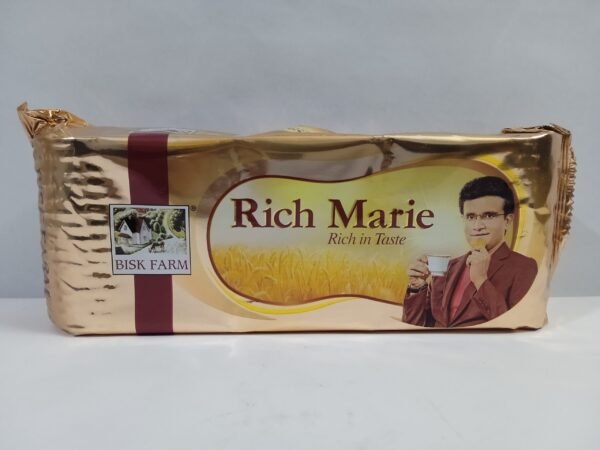 Rich Marie
Rich in Taste
BISK FARM
®